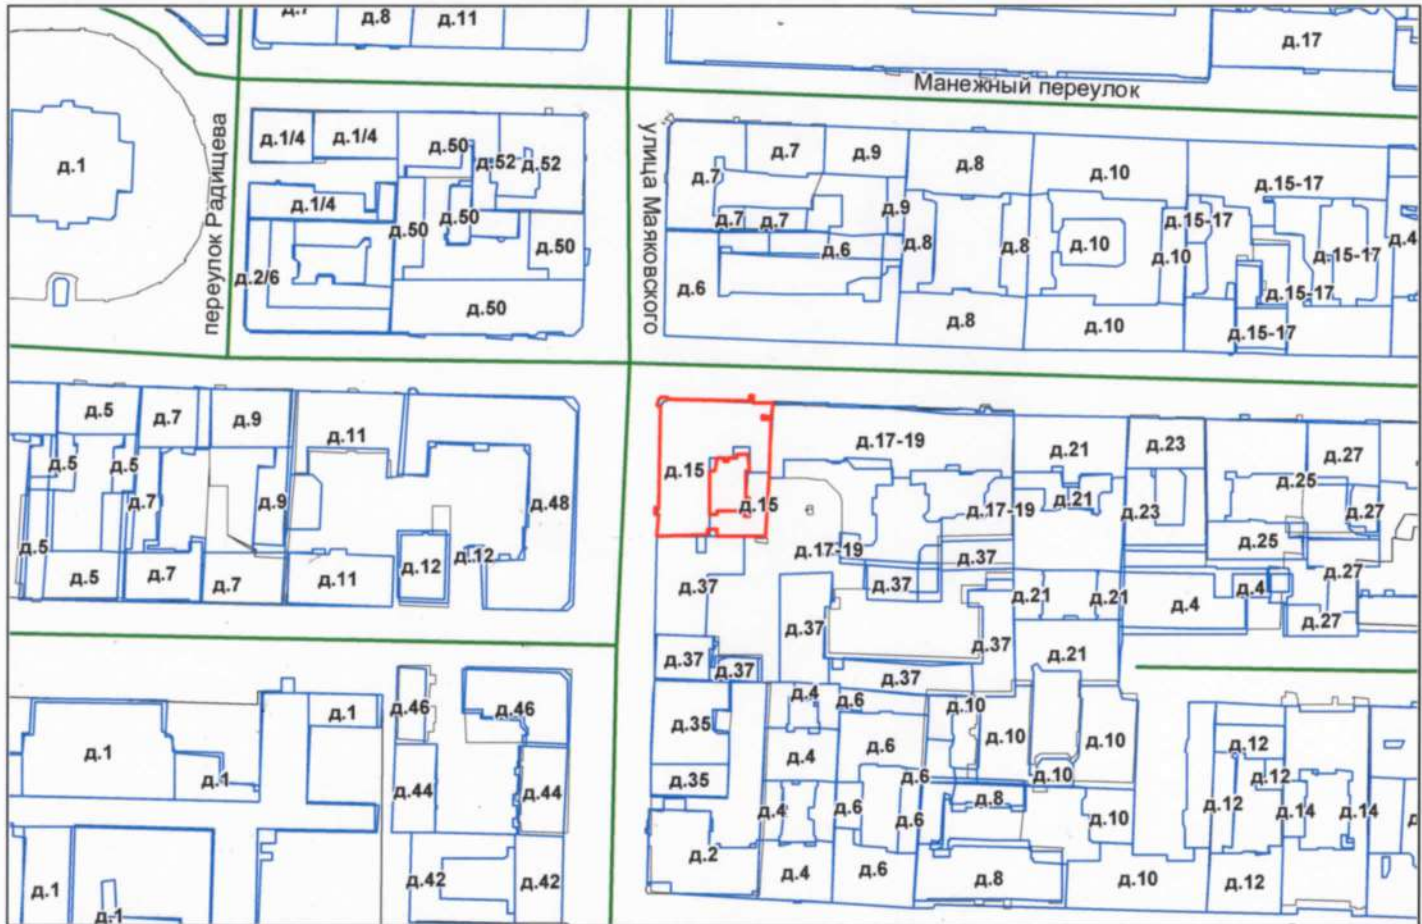 д.7
д.8
д.11
д.17
Манежный переулок
д.1
переулок Радищева
д.1/4
д.1/4
д.50
д.52
д.52
улица Маяковского
д.7
д.9
д.8
д.10
д.15-17
д.7
д.1/4
д.50
д.50
д.7
д.7
д.9
д.8
д.8
д.10
д.10
д.15-17
д.15-17
д.4
д.2/6
д.50
д.6
д.6
д.15-17
д.50
д.8
д.10
д.15-17
д.5
д.7
д.9
д.11
д.17-19
д.21
д.23
д.27
д.5
д.5
д.7
д.9
д.48
д.15
д.15
д.17-19
д.21
д.23
д.25
д.27
д.5
д.12
д.17-19
д.37
д.25
д.5
д.7
д.7
д.11
д.12
д.37
д.37
д.21
д.21
д.4
д.4
д.27
д.27
д.37
д.37
д.37
д.37
д.37
д.21
д.1
д.46
д.46
д.35
д.4
д.6
д.10
д.10
д.10
д.1
д.1
д.44
д.44
д.35
д.4
д.6
д.6
д.10
д.12
д.12
д.4
д.6
д.6
д.8
д.10
д.12
д.14
д.14
д.1
д.1
д.42
д.42
д.2
д.4
д.6
д.8
д.10
д.12